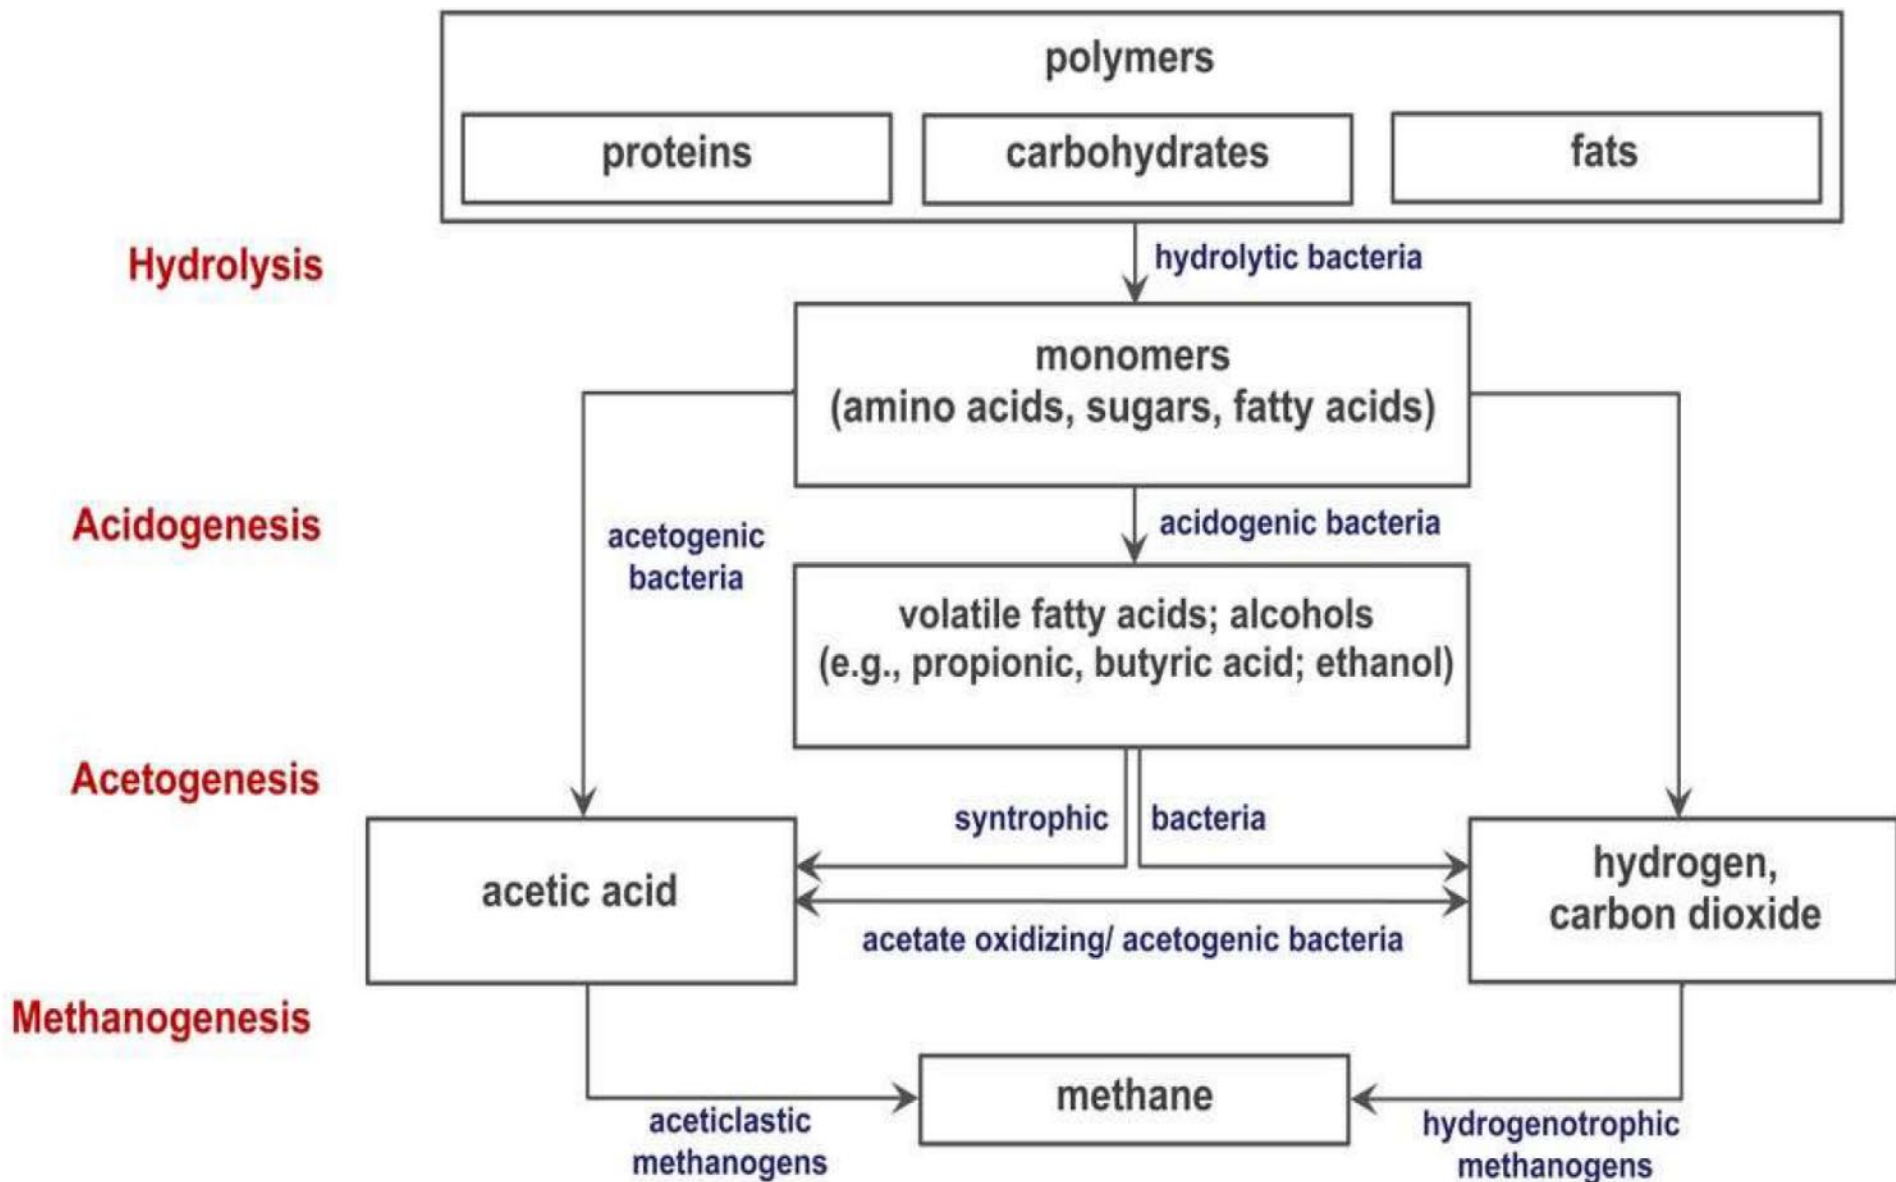 polymers
proteins
carbohydrates
fats
Hydrolysis
hydrolytic bacteria
monomers
(amino acids, sugars, fatty acids)
Acidogenesis
acetogenic
bacteria
acidogenic bacteria
volatile fatty acids; alcohols
(e.g., propionic, butyric acid; ethanol)
Acetogenesis
syntrophic
bacteria
acetic acid
hydrogen,
carbon dioxide
acetate oxidizing/ acetogenic bacteria
Methanogenesis
methane
aceticlastic
methanogens
hydrogenotrophic
methanogens